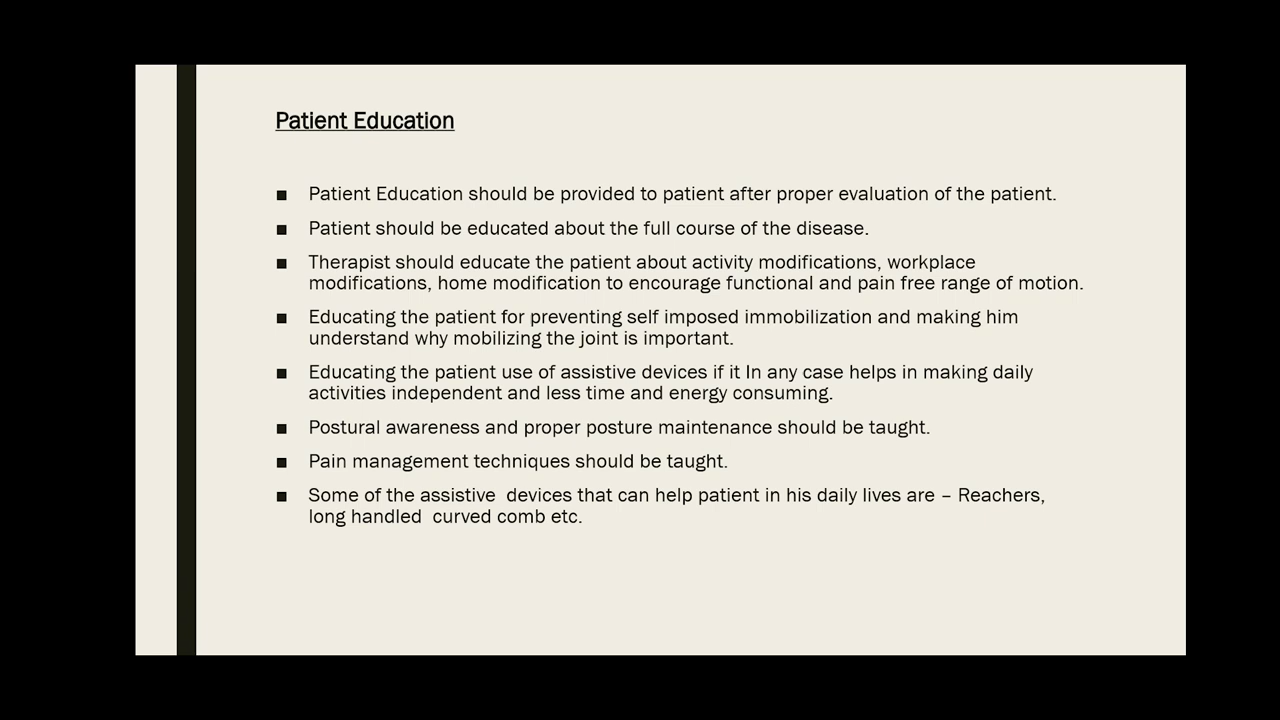 Patient Education
■ Patient Education should be provided to patient after proper evaluation of the patient.
■ Patient should be educated about the full course of the disease.
■ Therapist should educate the patient about activity modifications, workplace
modifications, home modification to encourage functional and pain free range of motion.
■ Educating the patient for preventing self imposed immobilization and making him
understand why mobilizing the joint is important.
■ Educating the patient use of assistive devices if it In any case helps in making daily
activities independent and less time and energy consuming.
■ Postural awareness and proper posture maintenance should be taught.
■ Pain management techniques should be taught.
■ Some of the assistive  devices that can help patient in his daily lives are – Reachers,
long handled  curved comb etc.